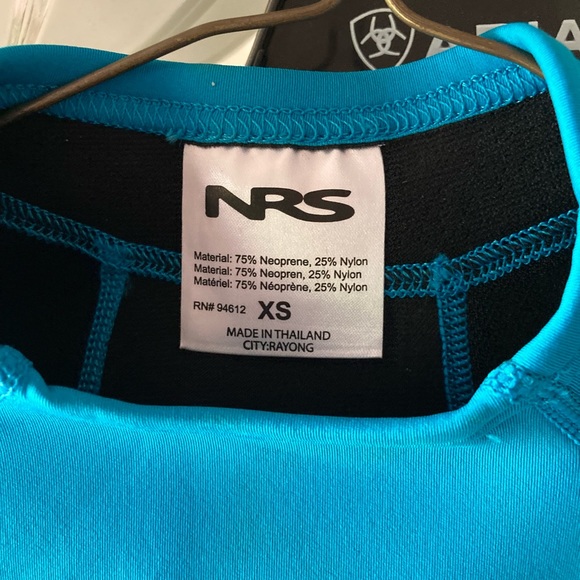 ARIA
NRS
Material: 75% Neoprene, 25% Nylon
Material: 75% Neopren, 25% Nylon
Matériel: 75% Néoprène, 25% Nylon
RN# 94612 XS
MADE IN THAILAND
CITY:RAYONG